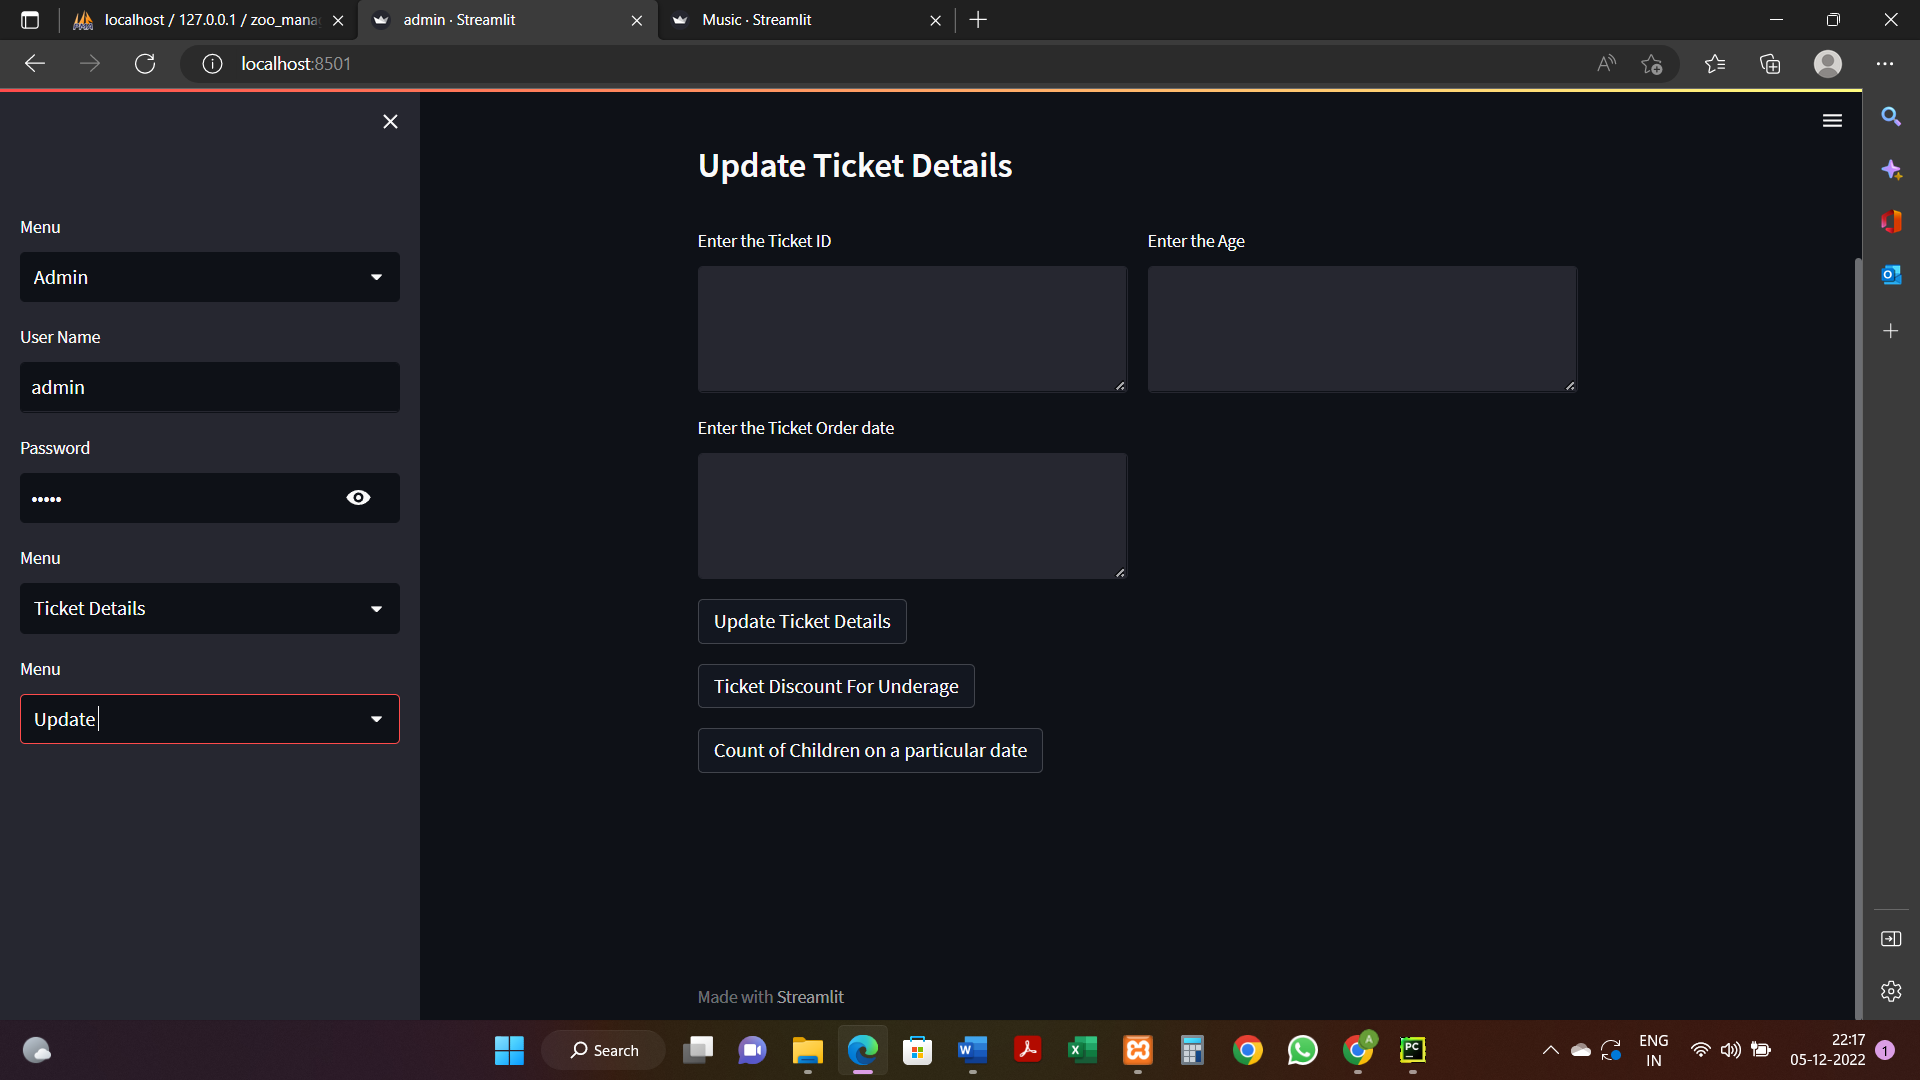 localhost / 127.0.0.1 / zoo_mana
admin · Streamlit
Music · Streamlit
localhost:8501
Menu
Admin
User Name
admin
Password
•••••
Menu
Ticket Details
Menu
Update
Update Ticket Details
Enter the Ticket ID
Enter the Age
Enter the Ticket Order date
Update Ticket Details
Ticket Discount For Underage
Count of Children on a particular date
Made with Streamlit
Search
ENG
IN
22:17
05-12-2022
1